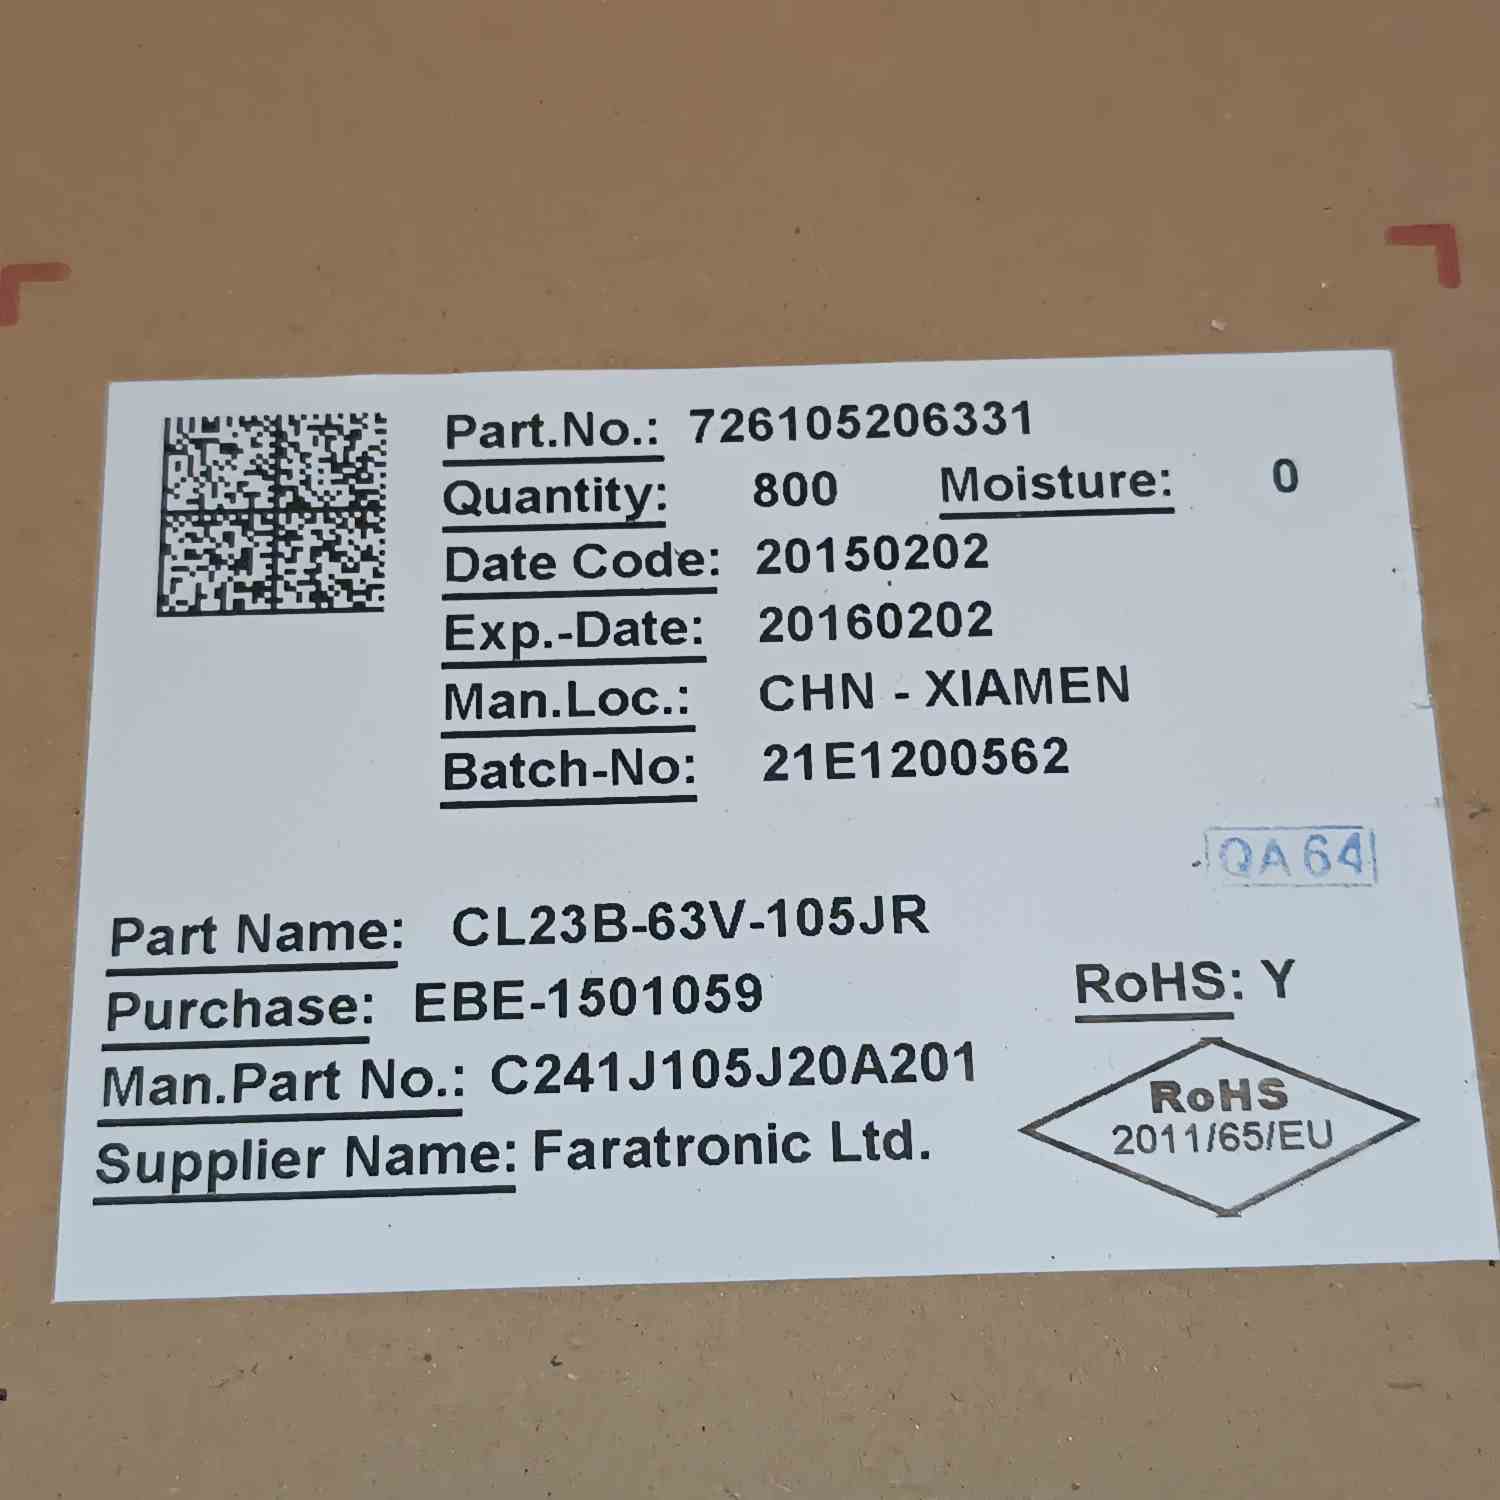 Part.No.: 726105206331
Quantity: 800 Moisture: 0
Date Code: 20150202
Exp.-Date: 20160202
Man.Loc.: CHN - XIAMEN
Batch-No: 21E1200562
QA 64
Part Name: CL23B-63V-105JR
Purchase: EBE-1501059
RoHS: Y
Man.Part No.: C241J105J20A201
Supplier Name: Faratronic Ltd.
RoHS
2011/65/EU